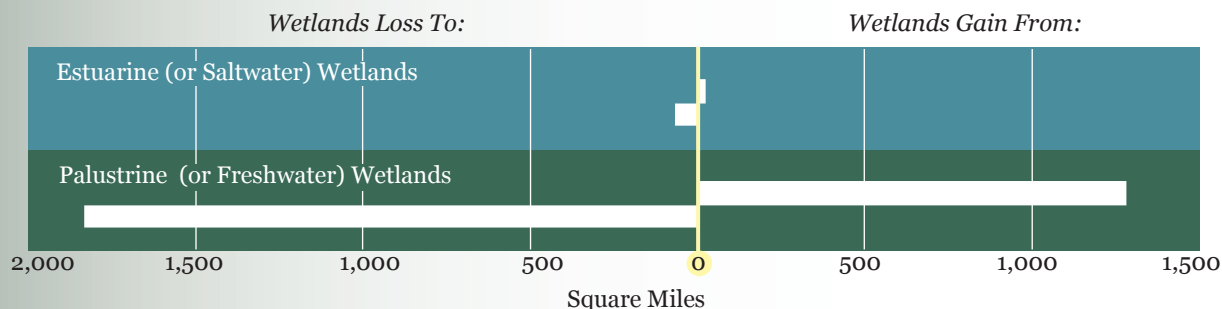 Wetlands Loss To: Wetlands Gain From:
Estuarine (or Saltwater) Wetlands
Palustrine (or Freshwater) Wetlands
2,000 1,500 1,000 500 0 500 1,000 1,500
Square Miles